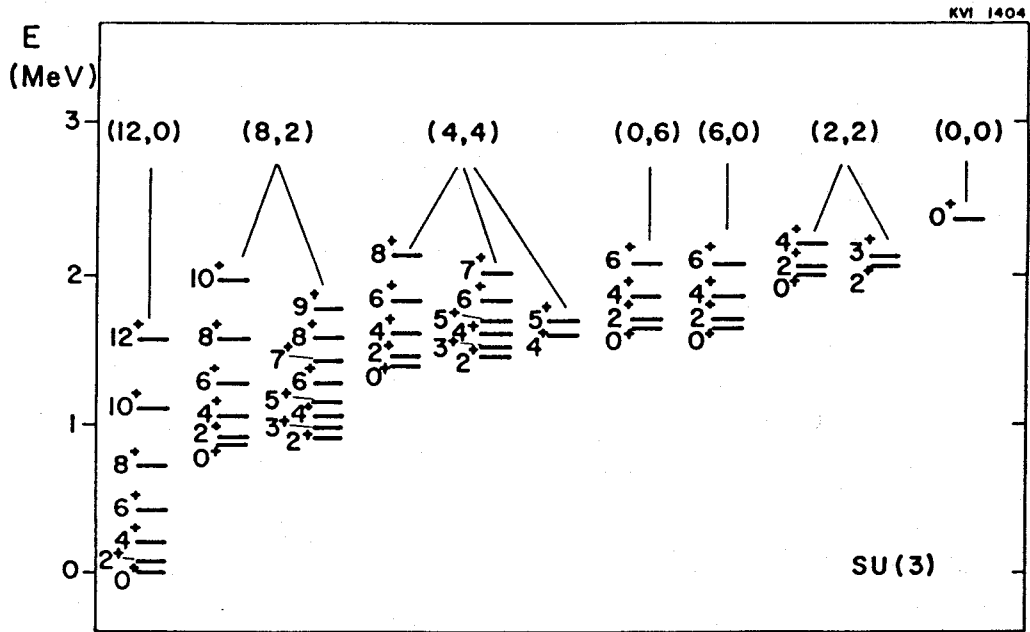 KVI 1404
E
(MeV)
3
(12,0) (8,2) (4,4) (0,6) (6,0) (2,2) (0,0)
0+
8+ 4+ 3+
7+ 6+ 6+
10+ 2+ 2+
2 0+
9+ 6+ 6+ 4+ 4+
5+ 5+ 2+ 2+
12+ 8+ 8+ 4+ 4+ 4+ 0+ 0+
7+ 2+ 3+ 2+
6+ 6+ 0+
10+ 5+
4+ 4+
1 2+ 3+ 2+
0+
8+
6+
4+
2+
0 0+
SU(3)